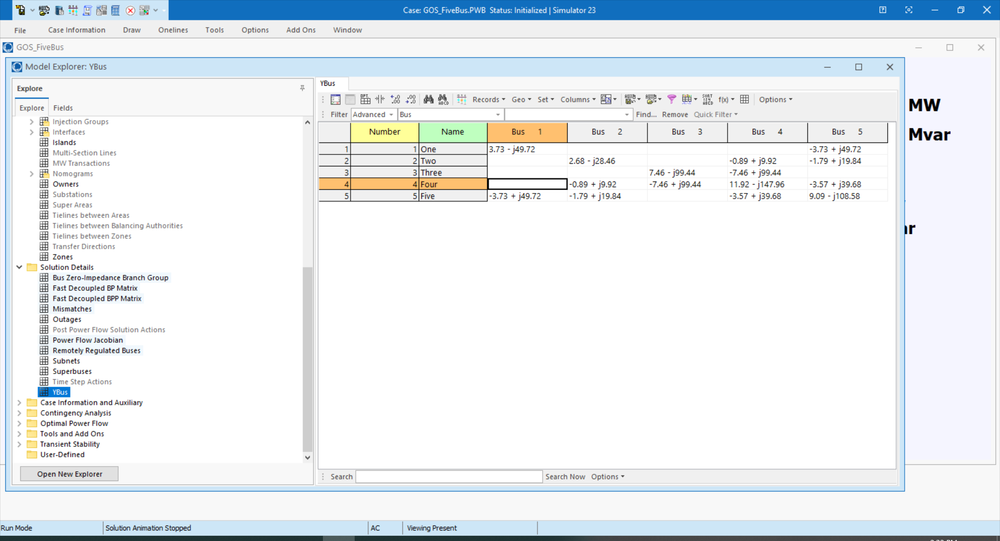 Case: GOS_FiveBus.PWB  Status: Initialized | Simulator 23
File Case Information Draw Onelines Tools Options Add Ons Window
GOS_FiveBus
Model Explorer: YBus
Explore
Explore Fields
Injection Groups
Interfaces
Islands
Multi-Section Lines
MW Transactions
Nomograms
Owners
Substations
Super Areas
Tielines between Areas
Tielines between Balancing Authorities
Tielines between Zones
Transfer Directions
Zones
Solution Details
Bus Zero-Impedance Branch Group
Fast Decoupled BP Matrix
Fast Decoupled BPP Matrix
Mismatches
Outages
Post Power Flow Solution Actions
Power Flow Jacobian
Remotely Regulated Buses
Subnets
Superbuses
Time Step Actions
YBus
Case Information and Auxiliary
Contingency Analysis
Optimal Power Flow
Tools and Add Ons
Transient Stability
User-Defined
Open New Explorer
YBus
Records Geo Set Columns f(x) Options
Filter Advanced Bus Find... Remove Quick Filter
Number Name Bus 1 Bus 2 Bus 3 Bus 4 Bus 5
1 1 One 3.73 - j49.72 -3.73 + j49.72
2 2 Two 2.68 - j28.46 -0.89 + j9.92 -1.79 + j19.84
3 3 Three 7.46 - j99.44 -7.46 + j99.44
4 4 Four -0.89 + j9.92 -7.46 + j99.44 11.92 - j147.96 -3.57 + j39.68
5 5 Five -3.73 + j49.72 -1.79 + j19.84 -3.57 + j39.68 9.09 - j108.58
Search Search Now Options
MW
Mvar
Run Mode Solution Animation Stopped AC Viewing Present